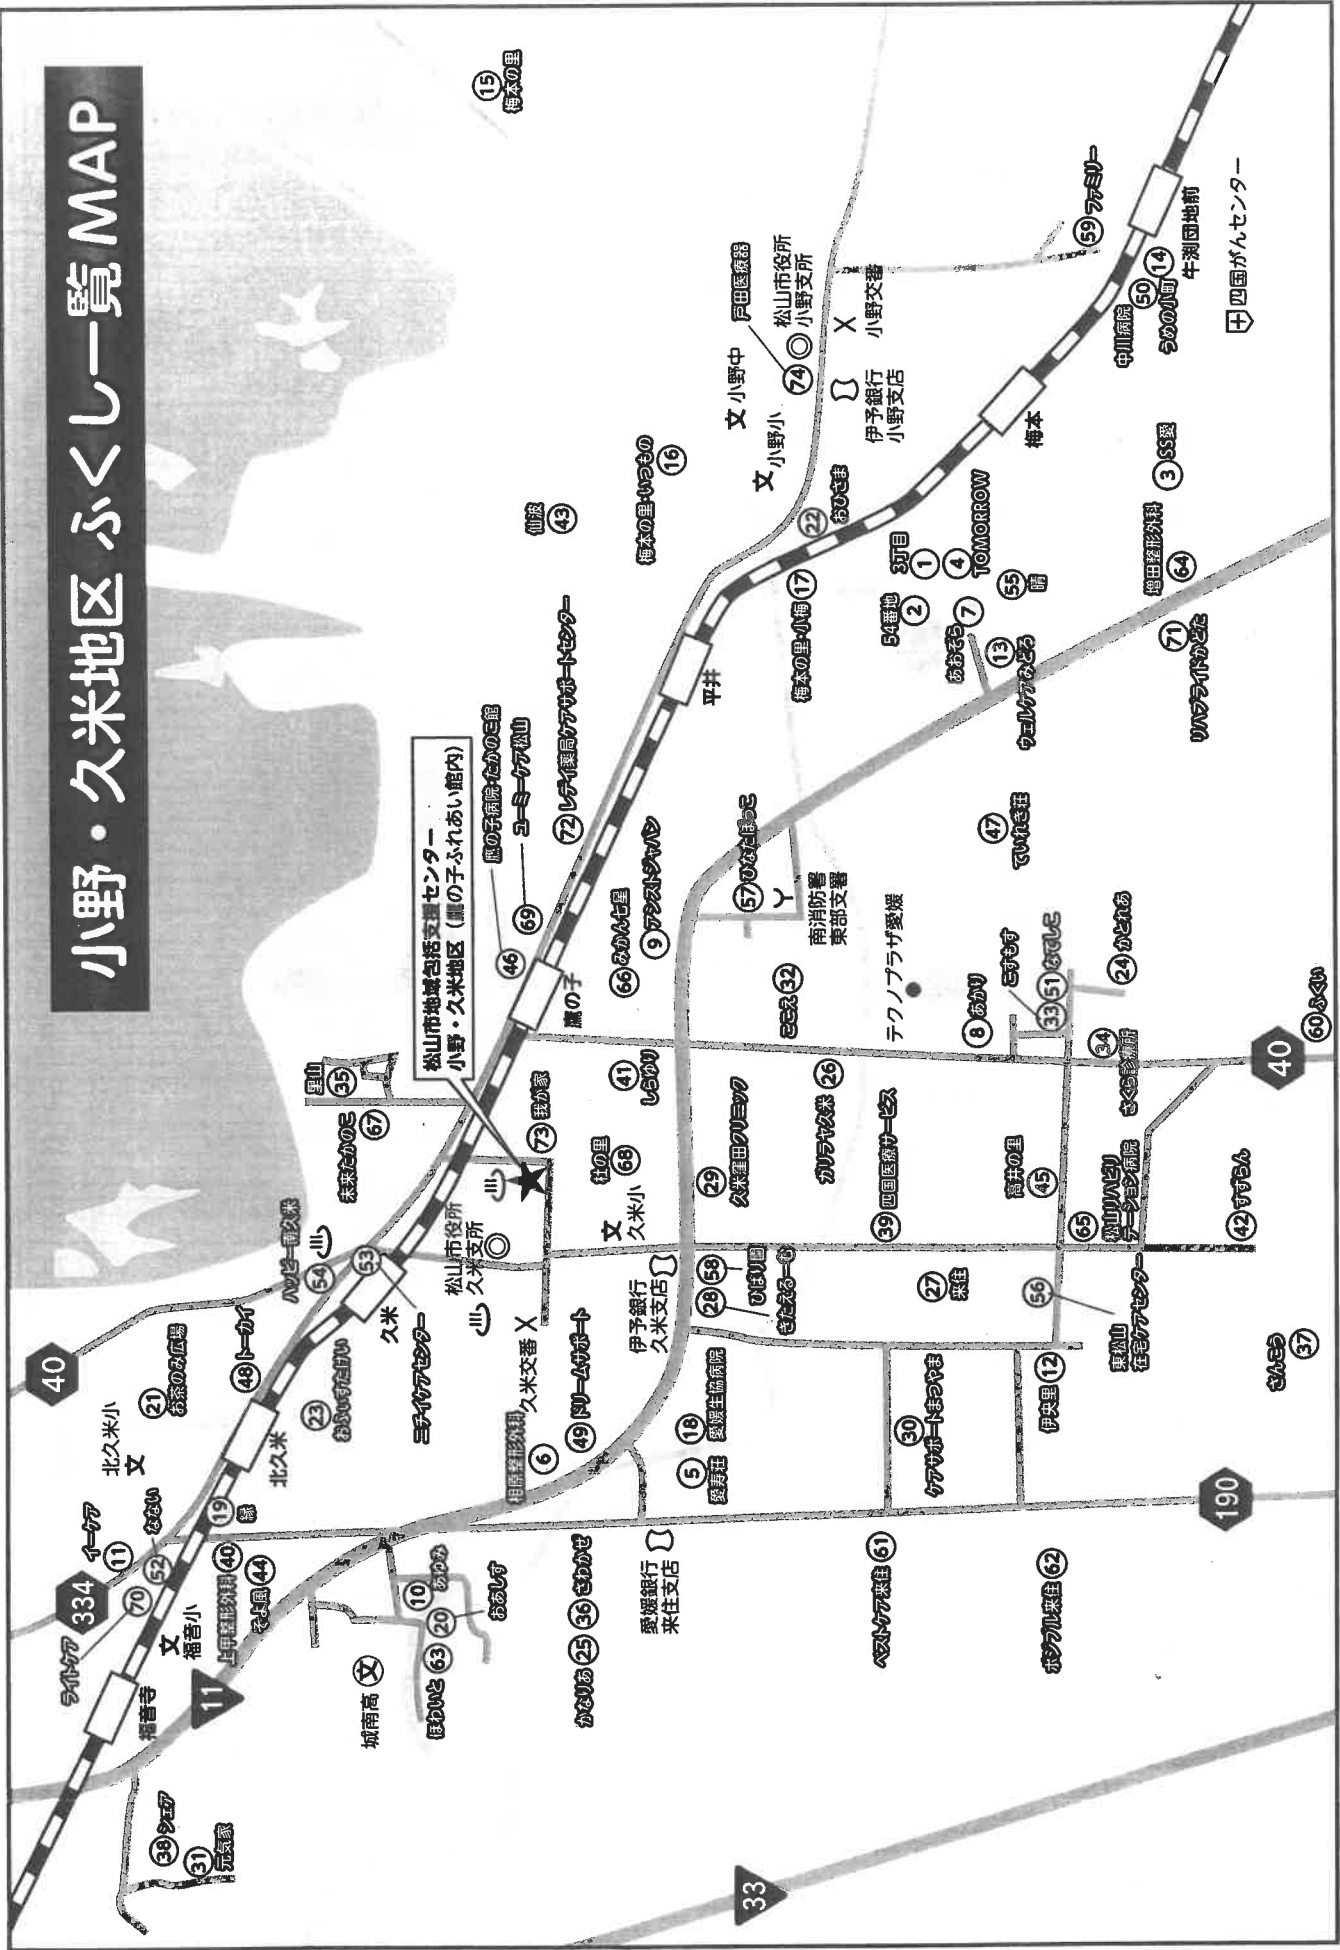 小野・久米地区 ふくし一覧 MAP
⑮
梅本の里
戸田医療器
松山市役所
小野支所
74
文 小野中
文 小野小
小野交番
伊予銀行
小野支店
59 ファミリー
牛渕団地前
⑭
うめの小町
50
中川病院
四国がんセンター
梅本
梅本の里・いつもの
⑯
仙波
43
22
おひさま
梅本の里・小梅 ⑰
3丁目
①
④
TOMORROW
54番地
②
あおぞら ⑦
55
晴
⑬
ウェルケアみどろ
③ SS愛
増田整形外科
64
71
リハプライドかどた
平井
72 レデイ薬局ケアサポートセンター
鷹の子病院・たかのこ館
46
ユーミーケア松山
69
松山市地域包括支援センター
小野・久米地区（鷹の子ふれあい館内）
鷹の子
66 みかん七星
⑨ アシストジャパン
57 ひなたぼっこ
南消防署
東部支署
47
ていれぎ荘
テクノプラザ愛媛
ここえ 32
⑧ あかり
こすもす
33
51 なでしこ
24 かとれあ
34
さくら診療所
60 ふくい
40
里山
35
未来たかのこ
67
73 我が家
41
しらゆり
杜の里
68
文 久米小
29
久米窪田クリニック
カリヨン久米 26
39 四国医療サービス
高井の里
45
65
松山リハビリ
テーション病院
42 すずらん
ハッピー南久米
54
53
松山市役所
久米支所
久米
ニチイケアセンター
久米交番
伊予銀行
久米支店
58
ひばり園
28
きたえるーむ
27
来住
56
東松山
在宅ケアセンター
さんこう
37
40
21
お茶のみ広場
48 トーカイ
23
おふぃすたけい
北久米小
文
北久米
相原整形外科
⑥
49 ドリームサポート
⑱
愛媛生協病院
⑤
愛寿荘
30
ケアサポートまつやま
伊央里 ⑫
190
イーケア
⑪
なない
52
⑲
縁
334
70
ライトケア
文
福音小
上甲整形外科 40
そよ風 44
福音寺
11
⑩
あゆみ
⑳
おあしす
ほわいと 63
城南高 文
かなりあ 25 36 さわかぜ
愛媛銀行
来住支店
ベストケア来住 61
ポシブル来住 62
38 シェア
31
元気家
33